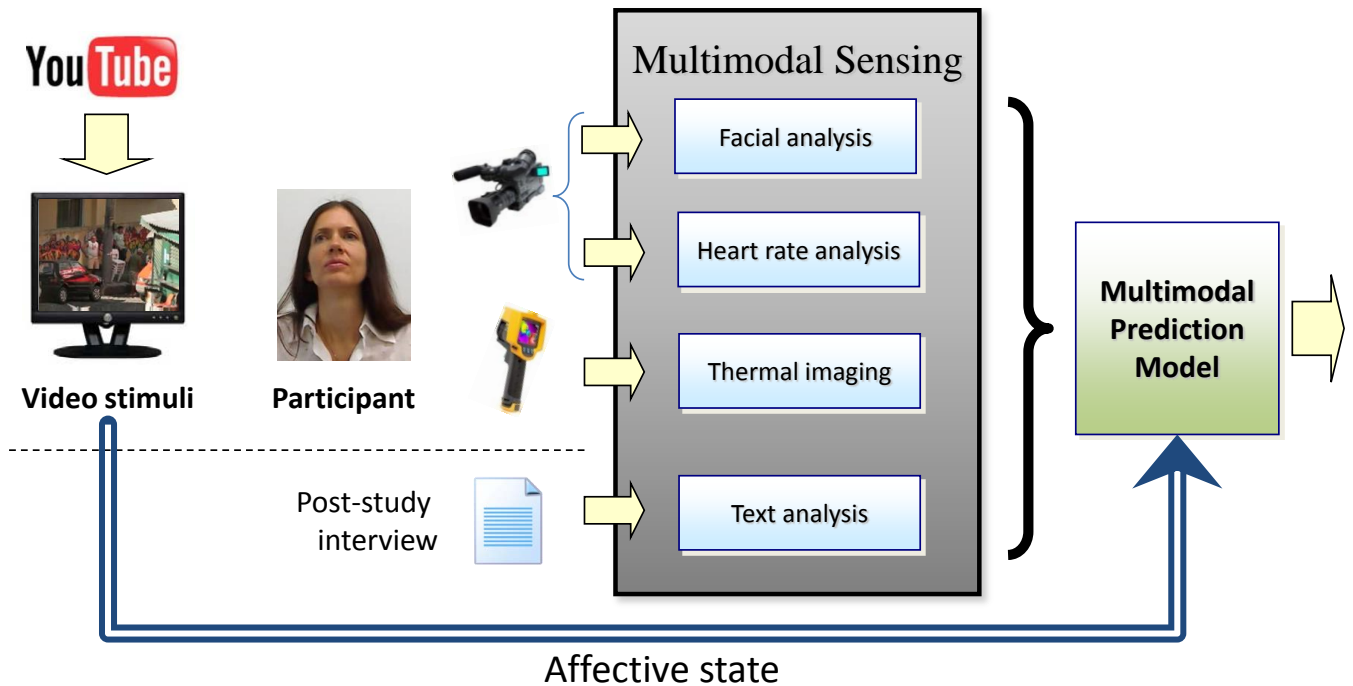 YouTube
Multimodal Sensing
Facial analysis
Heart rate analysis
Thermal imaging
Text analysis
Video stimuli
Participant
Post-study
interview
Multimodal
Prediction
Model
Affective state